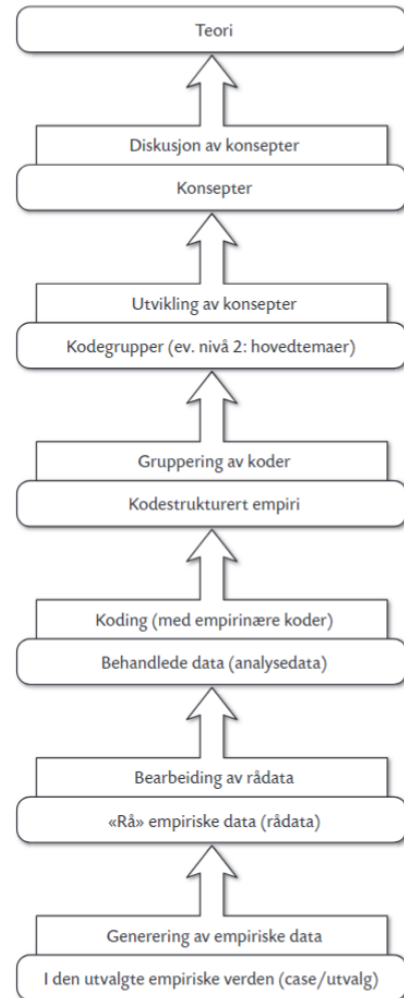 Teori
Diskusjon av konsepter
Konsepter
Utvikling av konsepter
Kodegrupper (ev. nivå 2: hovedtemaer)
Gruppering av koder
Kodestrukturert empiri
Koding (med empirinære koder)
Behandlede data (analysedata)
Bearbeiding av rådata
«Rå» empiriske data (rådata)
Generering av empiriske data
I den utvalgte empiriske verden (case/utvalg)